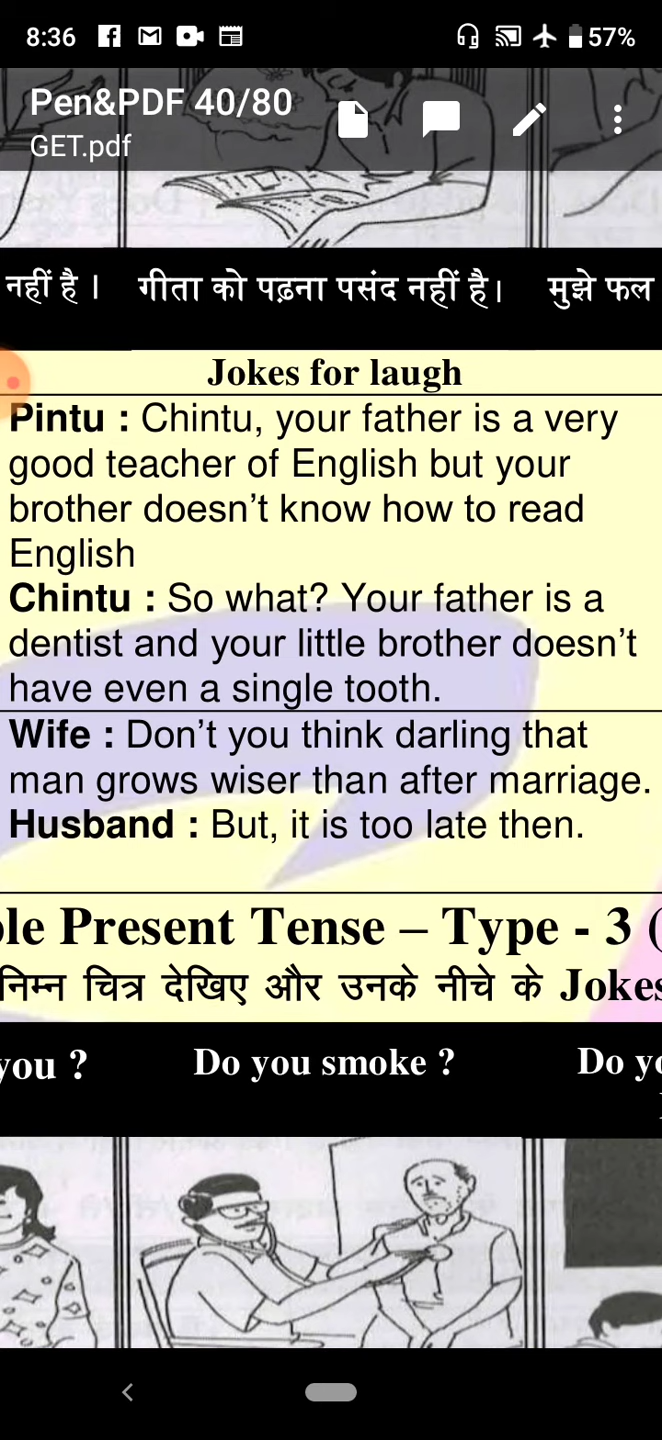 8:36
57%
Pen&PDF 40/80
GET.pdf
नहीं है । गीता को पढ़ना पसंद नहीं है। मुझे फल
Jokes for laugh
Pintu : Chintu, your father is a very
good teacher of English but your
brother doesn't know how to read
English
Chintu : So what? Your father is a
dentist and your little brother doesn't
have even a single tooth.
Wife : Don't you think darling that
man grows wiser than after marriage.
Husband : But, it is too late then.
le Present Tense – Type - 3 (
निम्न चित्र देखिए और उनके नीचे के Jokes
you ? Do you smoke ? Do yo